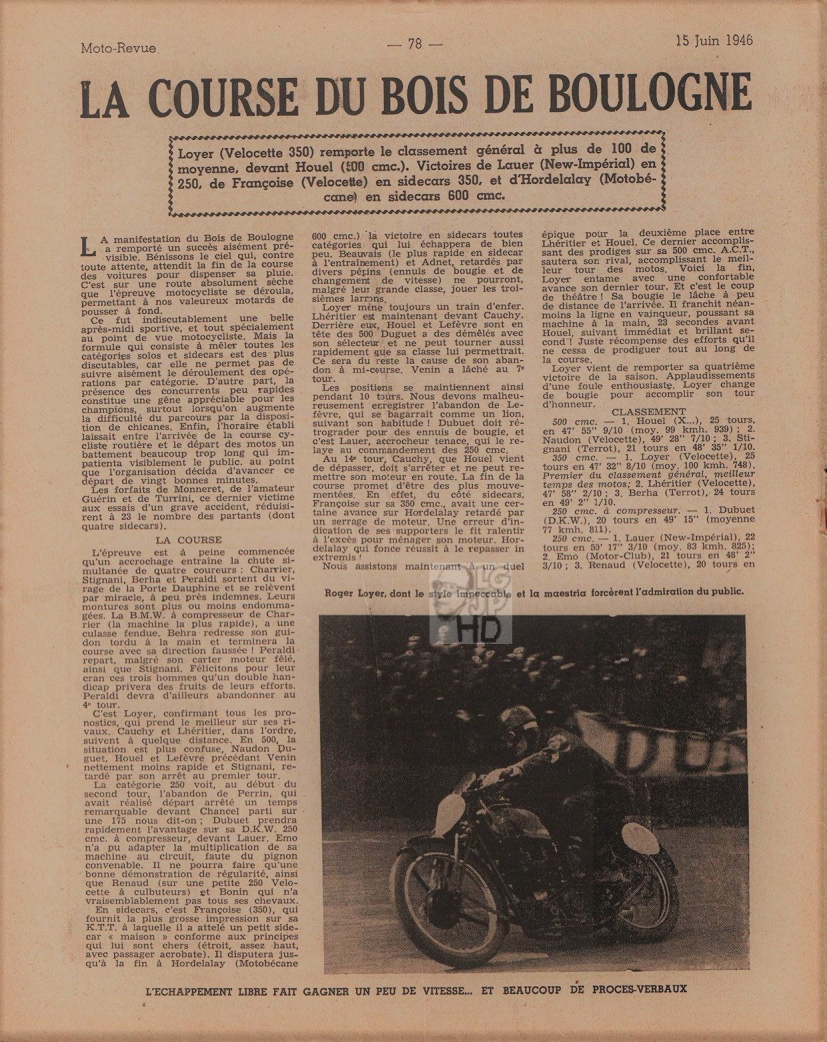 Moto-Revue
— 78 —
15 Juin 1946
LA COURSE DU BOIS DE BOULOGNE
Loyer (Velocette 350) remporte le classement général à plus de 100 de
moyenne, devant Houel (500 cmc.). Victoires de Lauer (New-Impérial) en
250, de Françoise (Velocette) en sidecars 350, et d'Hordelalay (Motobé-
cane) en sidecars 600 cmc.
LA manifestation du Bois de Boulogne
a remporté un succès aisément pré-
visible. Bénissons le ciel qui, contre
toute attente, attendit la fin de la course
des voitures pour dispenser sa pluie.
C'est sur une route absolument sèche
que l'épreuve motocycliste se déroula,
permettant à nos valeureux motards de
pousser à fond.
Ce fut indiscutablement une belle
après-midi sportive, et tout spécialement
au point de vue motocycliste. Mais la
formule qui consiste à mêler toutes les
catégories solos et sidecars est des plus
discutables, car elle ne permet pas de
suivre aisément le déroulement des opé-
rations par catégorie. D'autre part, la
présence des concurrents peu rapides
constitue une gêne appréciable pour les
champions, surtout lorsqu'on augmente
la difficulté du parcours par la disposi-
tion de chicanes. Enfin, l'horaire établi
laissait entre l'arrivée de la course cy-
cliste routière et le départ des motos un
battement beaucoup trop long qui im-
patienta visiblement le public. au point
que l'organisation décida d'avancer ce
départ de vingt bonnes minutes.
Les forfaits de Monneret, de l'amateur
Guérin et de Turrini, ce dernier victime
aux essais d'un grave accident, réduisi-
rent à 23 le nombre des partants (dont
quatre sidecars).
LA COURSE
L'épreuve est à peine commencée
qu'un accrochage entraîne la chute si-
multanée de quatre coureurs : Charrier,
Stignani, Berha et Peraldi sortent du vi-
rage de la Porte Dauphine et se relèvent
par miracle, à peu près indemnes. Leurs
montures sont plus ou moins endomma-
gées. La B.M.W. à compresseur de Char-
rier (la machine la plus rapide), a une
culasse fendue. Behra redresse son gui-
don tordu à la main et terminera la
course avec sa direction faussée ! Peraldi
repart, malgré son carter moteur fêlé,
ainsi que Stignani. Félicitons pour leur
cran ces trois hommes qu'un double han-
dicap privera des fruits de leurs efforts.
Peraldi devra d'ailleurs abandonner au
4e tour.
C'est Loyer, confirmant tous les pro-
nostics, qui prend le meilleur sur ses ri-
vaux. Cauchy et Lhéritier, dans l'ordre,
suivent à quelque distance. En 500, la
situation est plus confuse, Naudon Du-
guet, Houel et Lefèvre précédant Venin
nettement moins rapide et Stignani, re-
tardé par son arrêt au premier tour.
La catégorie 250 voit, au début du
second tour, l'abandon de Perrin, qui
avait réalisé départ arrêté un temps
remarquable devant Chancel parti sur
une 175 nous dit-on ; Dubuet prendra
rapidement l'avantage sur sa D.K.W. 250
cmc. à compresseur, devant Lauer. Emo
n'a pu adapter la multiplication de sa
machine au circuit, faute du pignon
convenable. Il ne pourra faire qu'une
bonne démonstration de régularité, ainsi
que Renaud (sur une petite 250 Velo-
cette à culbuteurs) et Bonin qui n'a
vraisemblablement pas tous ses chevaux.
En sidecars, c'est Françoise (350), qui
fournit la plus grosse impression sur sa
K.T.T. à laquelle il a attelé un petit side-
car « maison » conforme aux principes
qui lui sont chers (étroit, assez haut,
avec passager acrobate). Il disputera jus-
qu'à la fin à Hordelalay (Motobécane
600 cmc.) la victoire en sidecars toutes
catégories qui lui échappera de bien
peu. Beauvais (le plus rapide en sidecar
à l'entraînement) et Adnet, retardés par
divers pépins (ennuis de bougie et de
changement de vitesse) ne pourront,
malgré leur grande classe, jouer les troi-
sièmes larrons.
Loyer mène toujours un train d'enfer.
Lhéritier est maintenant devant Cauchy.
Derrière eux, Houel et Lefèvre sont en
tête des 500 Duguet a des démêlés avec
son sélecteur et ne peut tourner aussi
rapidement que sa classe lui permettrait.
Ce sera du reste la cause de son aban-
don à mi-course. Venin a lâché au 7e
tour.
Les positions se maintiennent ainsi
pendant 10 tours. Nous devons malheu-
reusement enregistrer l'abandon de Le-
fèvre, qui se bagarrait comme un lion,
suivant son habitude ! Dubuet doit ré-
trograder pour des ennuis de bougie, et
c'est Lauer, accrocheur tenace, qui le re-
laye au commandement des 250 cmc.
Au 14e tour, Cauchy, que Houel vient
de dépasser, doit s'arrêter et ne peut re-
mettre son moteur en route. La fin de la
course promet d'être des plus mouve-
mentées. En effet, du côté sidecars,
Françoise sur sa 350 cmc., avait une cer-
taine avance sur Hordelalay retardé par
un serrage de moteur. Une erreur d'in-
dication de ses supporters le fit ralentir
à l'excès pour ménager son moteur. Hor-
delalay qui fonce réussit à le repasser in
extremis !
Nous assistons maintenant à un duel
épique pour la deuxième place entre
Lhéritier et Houel. Ce dernier accomplis-
sant des prodiges sur sa 500 cmc. A.C.T.,
sautera son rival, accomplissant le meil-
leur tour des motos. Voici la fin,
Loyer entame avec une confortable
avance son dernier tour. Et c'est le coup
de théâtre ! Sa bougie le lâche à peu
de distance de l'arrivée. Il franchit néan-
moins la ligne en vainqueur, poussant sa
machine à la main, 23 secondes avant
Houel, suivant immédiat et brillant se-
cond ! Juste récompense des efforts qu'il
ne cessa de prodiguer tout au long de
la course.
Loyer vient de remporter sa quatrième
victoire de la saison. Applaudissements
d'une foule enthousiaste. Loyer change
de bougie pour accomplir son tour
d'honneur.
CLASSEMENT
500 cmc. — 1. Houel (X...), 25 tours,
en 47' 55'' 9/10 (moy. 90 kmh. 939) ; 2.
Naudon (Velocette), 49' 28'' 7/10 ; 3. Sti-
gnani (Terrot), 21 tours en 48' 35'' 1/10.
350 cmc. — 1. Loyer (Velocette), 25
tours en 47' 32'' 8/10 (moy. 100 kmh. 748),
Premier du classement général, meilleur
temps des motos; 2. Lhéritier (Velocette),
47' 58'' 2/10 ; 3. Berha (Terrot), 24 tours
en 49' 2'' 1/10.
250 cmc. à compresseur. — 1. Dubuet
(D.K.W.), 20 tours en 49' 15'' (moyenne
77 kmh. 811).
250 cmc. — 1. Lauer (New-Impérial), 22
tours en 50' 17'' 3/10 (moy. 83 kmh. 825);
2. Emo (Motor-Club), 21 tours en 48' 2''
3/10 ; 3. Renaud (Velocette), 20 tours en
Roger Loyer, dont le style impeccable et la maestria forcèrent l'admiration du public.
HD
DUN
L'ECHAPPEMENT LIBRE FAIT GAGNER UN PEU DE VITESSE... ET BEAUCOUP DE PROCES-VERBAUX